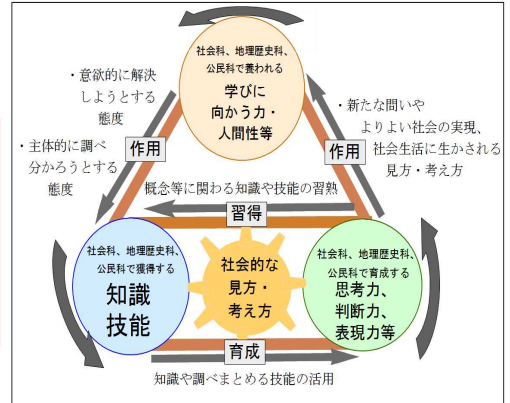 社会科、地理歴史科、
公民科で養われる
学びに
向かう力・
人間性等
・意欲的に解決
しようとする
態度
・主体的に調べ
分かろうとする
態度
作用
作用
・新たな問いや
よりよい社会の実現、
社会生活に生かされる
見方・考え方
概念等に関わる知識や技能の習熟
習得
社会科、地理歴史科、
公民科で獲得する
知識
技能
社会的な
見方・
考え方
社会科、地理歴史科、
公民科で育成する
思考力、
判断力、
表現力等
育成
知識や調べまとめる技能の活用